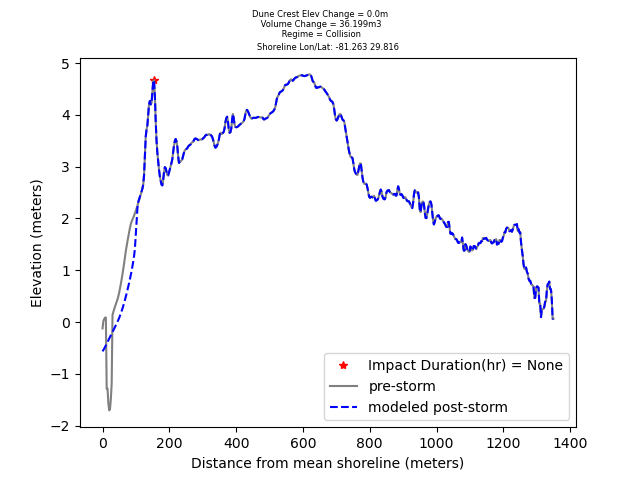 Dune Crest Elev Change = 0.0m
Volume Change = 36.199m3
Regime = Collision
Shoreline Lon/Lat: -81.263 29.816
5
4
3
2
1
0
−1
−2
Elevation (meters)
Impact Duration(hr) = None
pre-storm
modeled post-storm
0 200 400 600 800 1000 1200 1400
Distance from mean shoreline (meters)